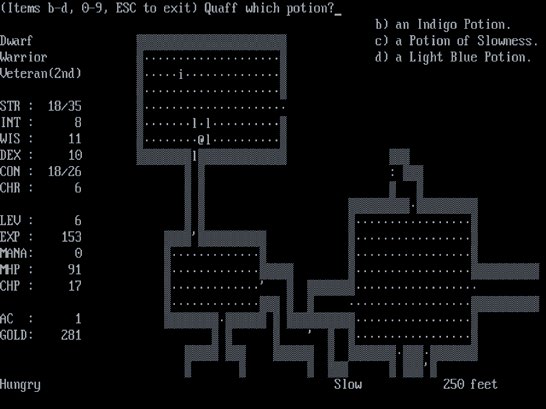 (Items b-d, 0-9, ESC to exit) Quaff which potion?_
b) an Indigo Potion.
c) a Potion of Slowness.
d) a Light Blue Potion.
Dwarf
Warrior
Veteran(2nd)
STR : 18/35
INT : 8
WIS : 11
DEX : 10
CON : 18/26
CHR : 6
LEV : 6
EXP : 153
MANA: 0
MHP : 91
CHP : 17
AC : 1
GOLD: 281
Hungry Slow 250 feet